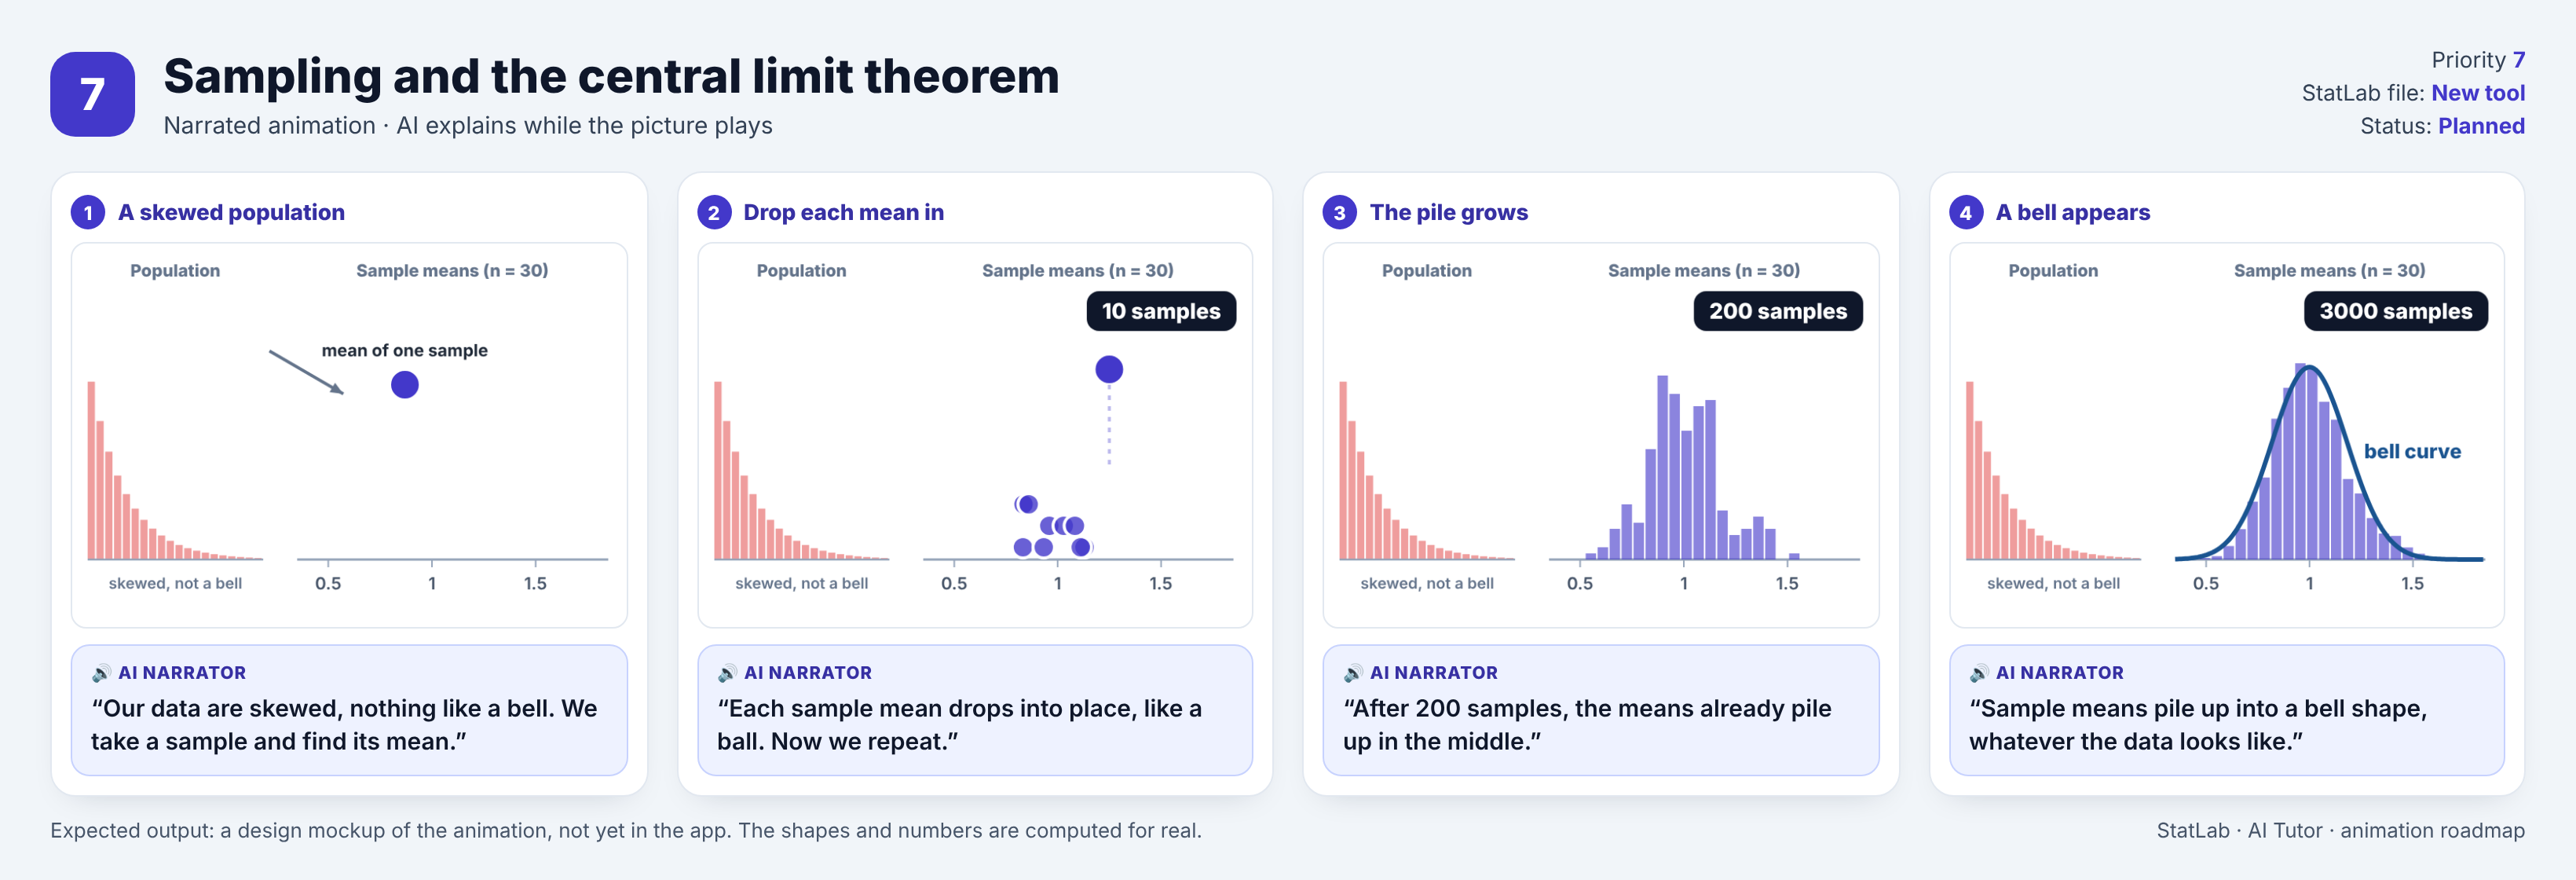 7
Sampling and the central limit theorem
Narrated animation · AI explains while the picture plays
Priority 7
StatLab file: New tool
Status: Planned
1 A skewed population
Population
Sample means (n = 30)
mean of one sample
skewed, not a bell
0.5 1 1.5
🔊 AI NARRATOR
“Our data are skewed, nothing like a bell. We
take a sample and find its mean.”
2 Drop each mean in
Population
Sample means (n = 30)
10 samples
skewed, not a bell
0.5 1 1.5
🔊 AI NARRATOR
“Each sample mean drops into place, like a
ball. Now we repeat.”
3 The pile grows
Population
Sample means (n = 30)
200 samples
skewed, not a bell
0.5 1 1.5
🔊 AI NARRATOR
“After 200 samples, the means already pile
up in the middle.”
4 A bell appears
Population
Sample means (n = 30)
3000 samples
bell curve
skewed, not a bell
0.5 1 1.5
🔊 AI NARRATOR
“Sample means pile up into a bell shape,
whatever the data looks like.”
Expected output: a design mockup of the animation, not yet in the app. The shapes and numbers are computed for real.
StatLab · AI Tutor · animation roadmap